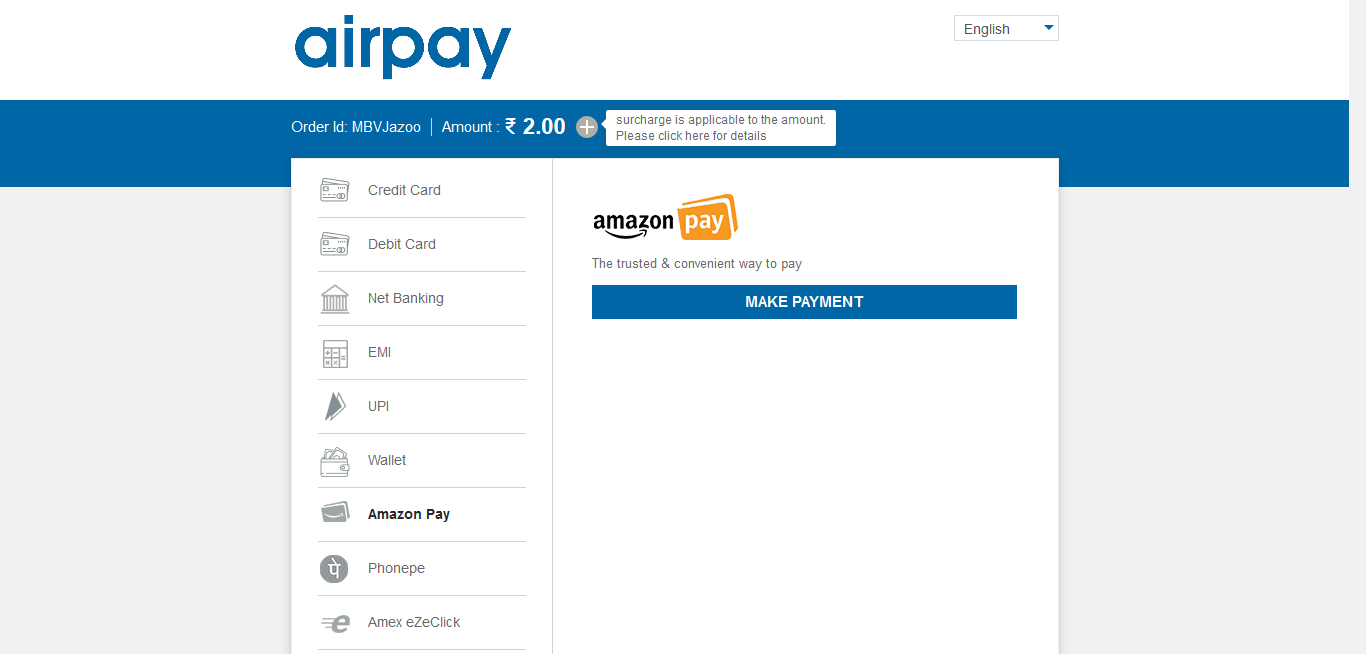 airpay
English
Order Id: MBVJazoo
Amount : ₹ 2.00
surcharge is applicable to the amount.
Please click here for details
Credit Card
Debit Card
Net Banking
EMI
UPI
Wallet
Amazon Pay
पे
Phonepe
e
Amex eZeClick
amazon pay
The trusted & convenient way to pay
MAKE PAYMENT